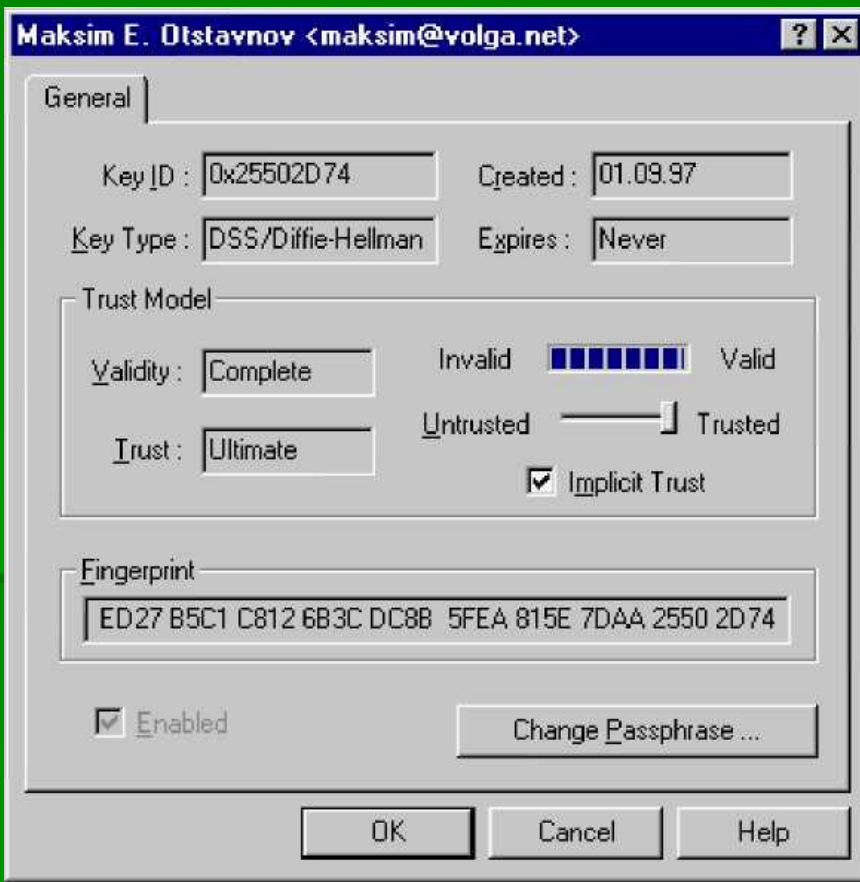 Maksim E. Otstavnov <maksim@volga.net>
General
Key ID : 0x25502D74 Created : 01.09.97
Key Type : DSS/Diffie-Hellman Expires : Never
Trust Model
Validity : Complete Invalid Valid
Untrusted Trusted
Trust : Ultimate
Implicit Trust
Fingerprint
ED27 B5C1 C812 6B3C DC8B 5FEA 815E 7DAA 2550 2D74
Enabled
Change Passphrase ...
OK Cancel Help